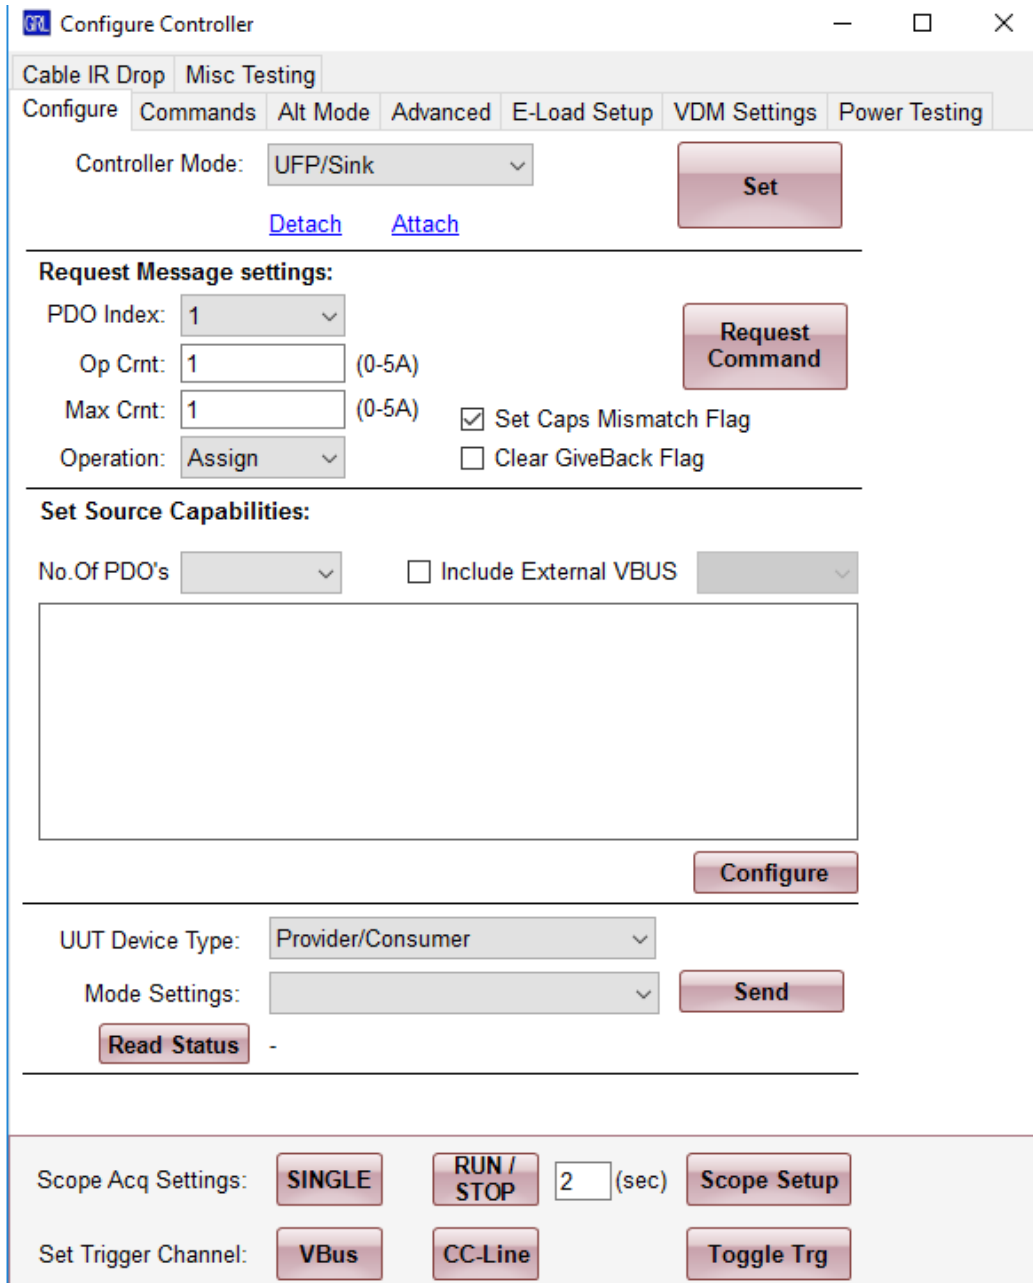 GRL Configure Controller
Cable IR Drop Misc Testing
Configure Commands Alt Mode Advanced E-Load Setup VDM Settings Power Testing
Controller Mode: UFP/Sink
Set
Detach Attach
Request Message settings:
PDO Index: 1
Request
Command
Op Crnt: 1 (0-5A)
Max Crnt: 1 (0-5A)
Set Caps Mismatch Flag
Operation: Assign
Clear GiveBack Flag
Set Source Capabilities:
No.Of PDO's
Include External VBUS
Configure
UUT Device Type: Provider/Consumer
Mode Settings:
Send
Read Status -
Scope Acq Settings: SINGLE
RUN /
STOP
2 (sec) Scope Setup
Set Trigger Channel: VBus CC-Line Toggle Trg